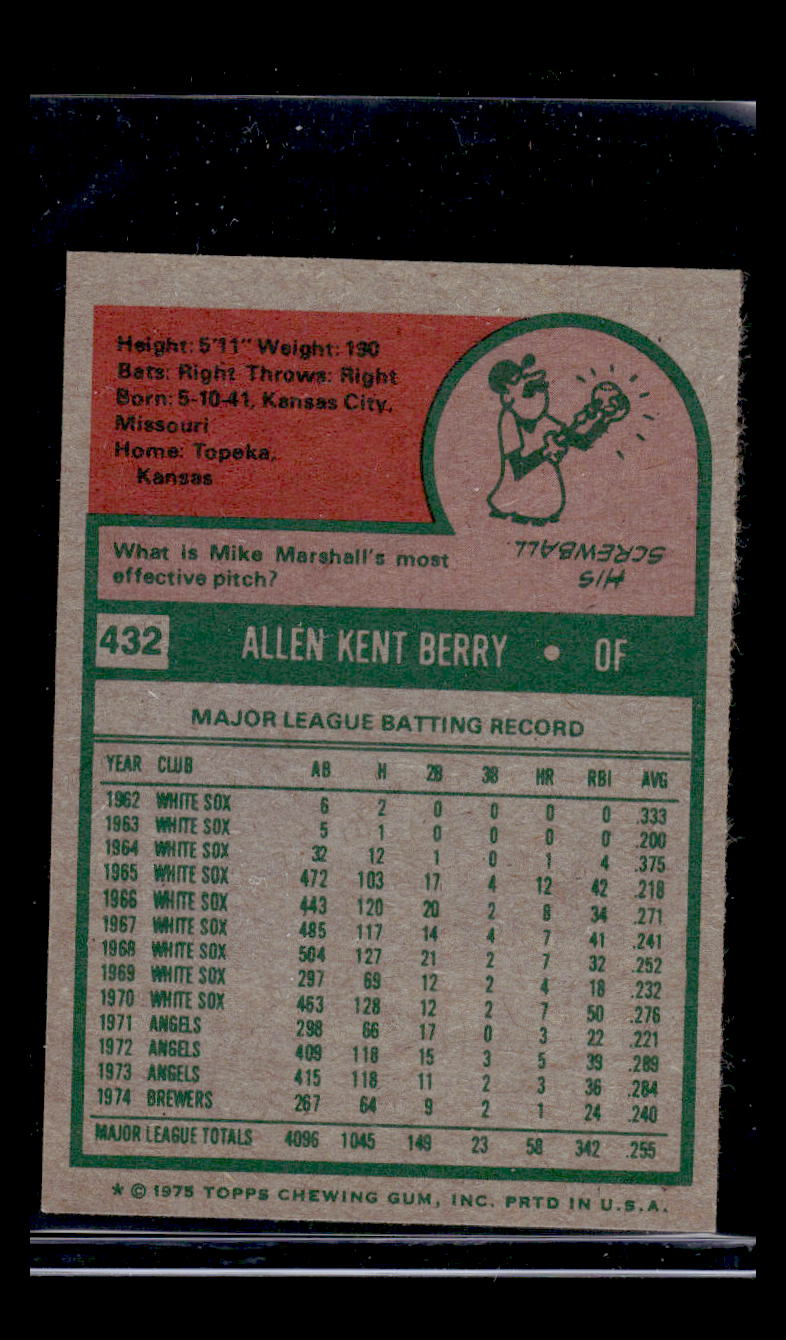 Height: 5'11" Weight: 190
Bats: Right Throws: Right
Born: 5-10-41, Kansas City,
Missouri
Home: Topeka,
Kansas
What is Mike Marshall's most
effective pitch?
HIS
SCREWBALL.
432 ALLEN KENT BERRY • OF
MAJOR LEAGUE BATTING RECORD
YEAR CLUB AB H 2B 3B HR RBI AVG
1962 WHITE SOX 6 2 0 0 0 0 .333
1963 WHITE SOX 5 1 0 0 0 0 .200
1964 WHITE SOX 32 12 1 0 1 4 .375
1965 WHITE SOX 472 103 17 4 12 42 .218
1966 WHITE SOX 443 120 20 2 8 34 .271
1967 WHITE SOX 485 117 14 4 7 41 .241
1968 WHITE SOX 504 127 21 2 7 32 .252
1969 WHITE SOX 297 69 12 2 4 18 .232
1970 WHITE SOX 463 128 12 2 7 50 .276
1971 ANGELS 298 66 17 0 3 22 .221
1972 ANGELS 409 118 15 3 5 39 .289
1973 ANGELS 415 118 11 2 3 36 .284
1974 BREWERS 267 64 9 2 1 24 .240
MAJOR LEAGUE TOTALS 4096 1045 149 23 58 342 .255
* © 1975 TOPPS CHEWING GUM, INC. PRTD IN U.S.A.